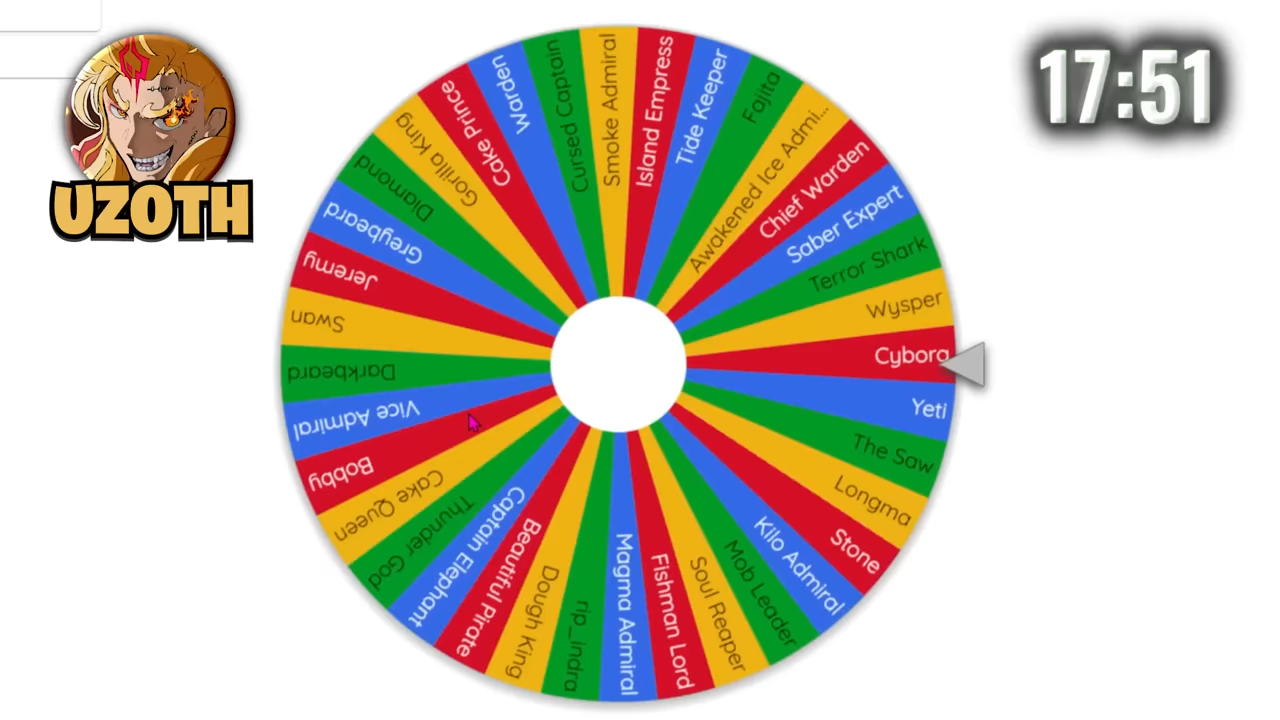 UZOTH
17:51
Smoke Admiral
Island Empress
Tide Keeper
Fajita
Awakened Ice Admi...
Chief Warden
Saber Expert
Terror Shark
Wysper
Cyborg
Yeti
The Saw
Longma
Stone
Kilo Admiral
Mob Leader
Soul Reaper
Fishman Lord
Magma Admiral
rip_indra
Dough King
Beautiful Pirate
Captain Elephant
Thunder God
Cake Queen
Bobby
Vice Admiral
Darkbeard
Swan
Jeremy
Greybeard
Diamond
Gorilla King
Cake Prince
Warden
Cursed Captain